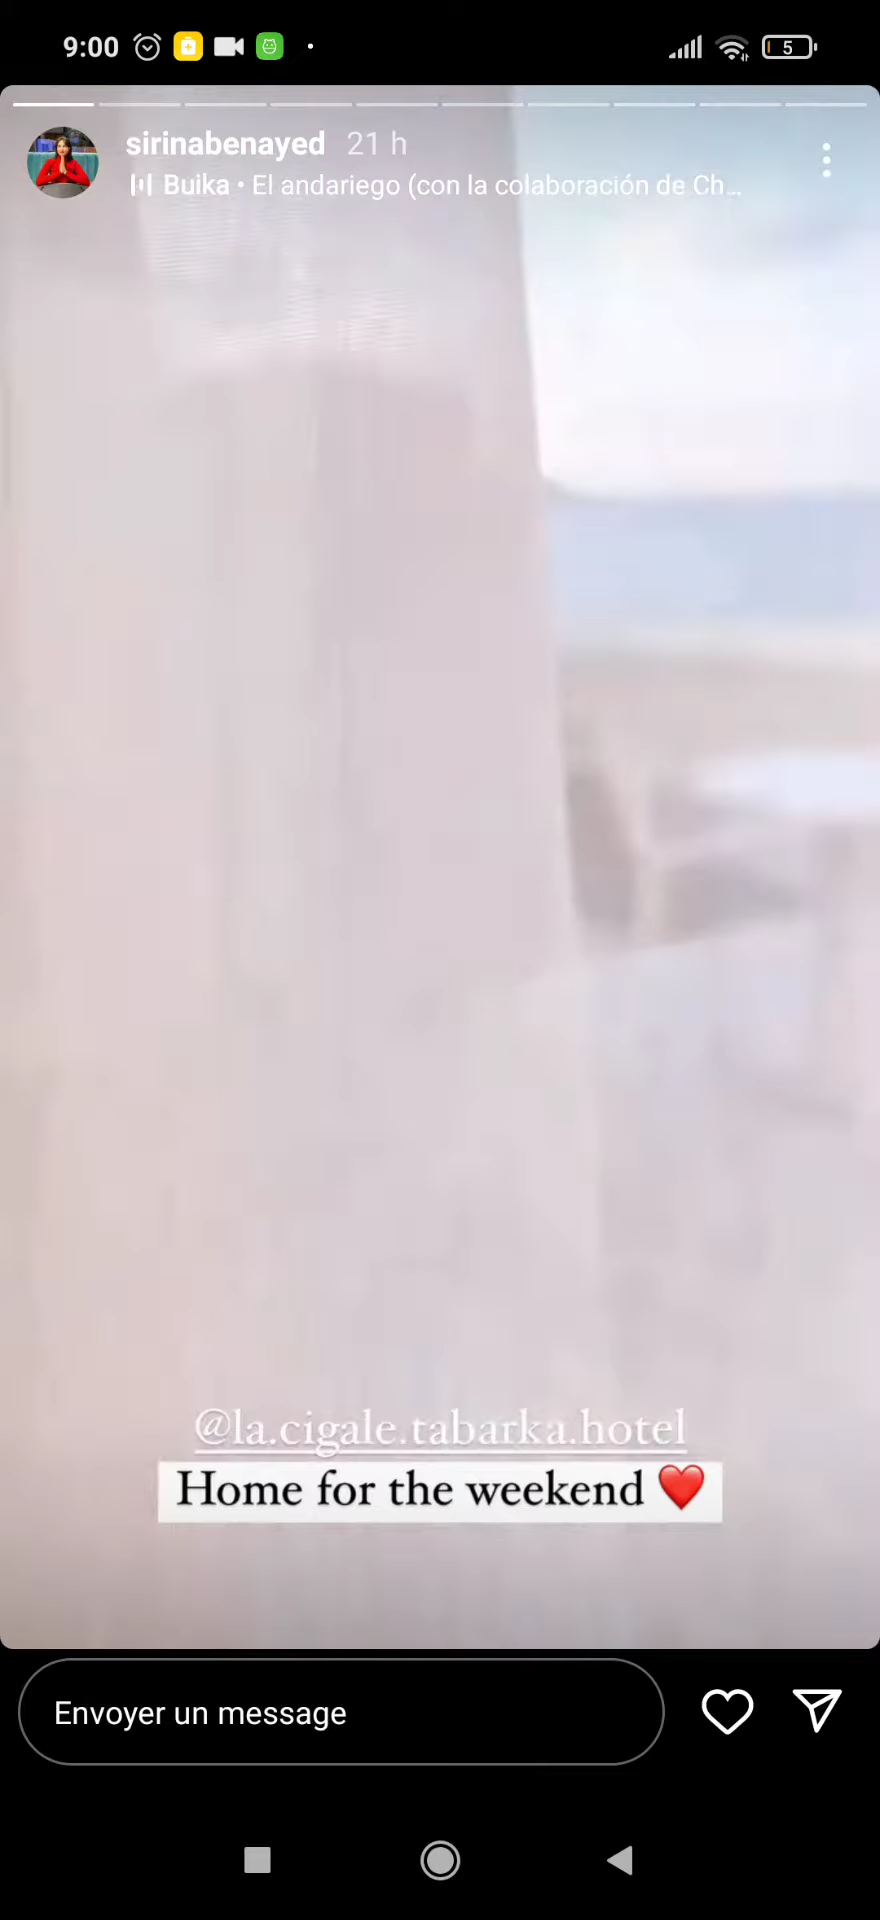 9:00
5
sirinabenayed 21 h
Buika • El andariego (con la colaboración de Ch...
@la.cigale.tabarka.hotel
Home for the weekend ❤️
Envoyer un message